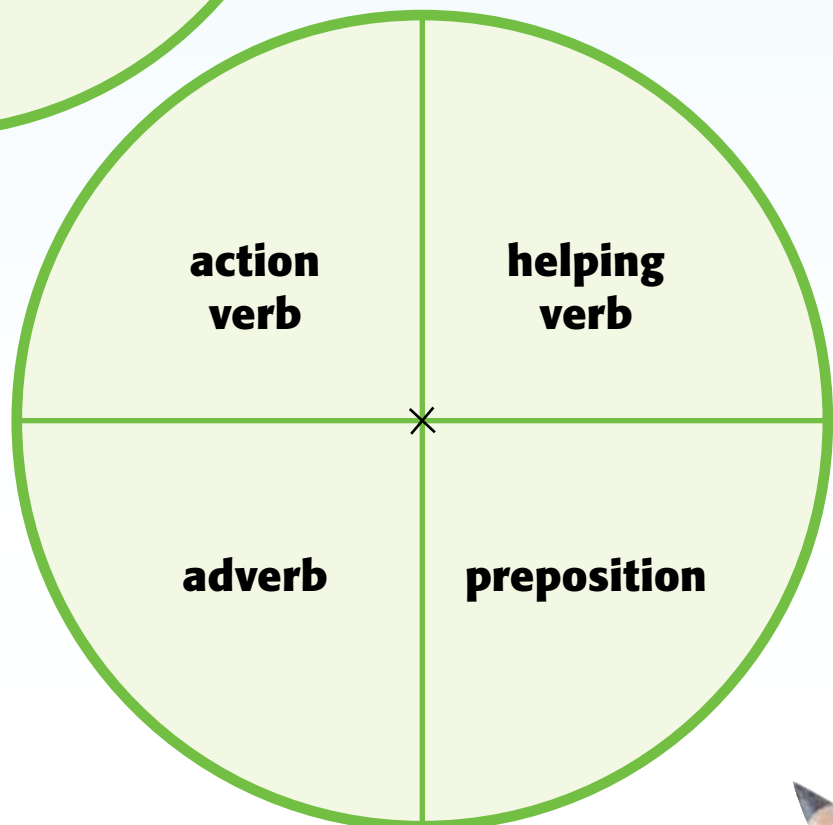 action
verb
helping
verb
adverb
preposition